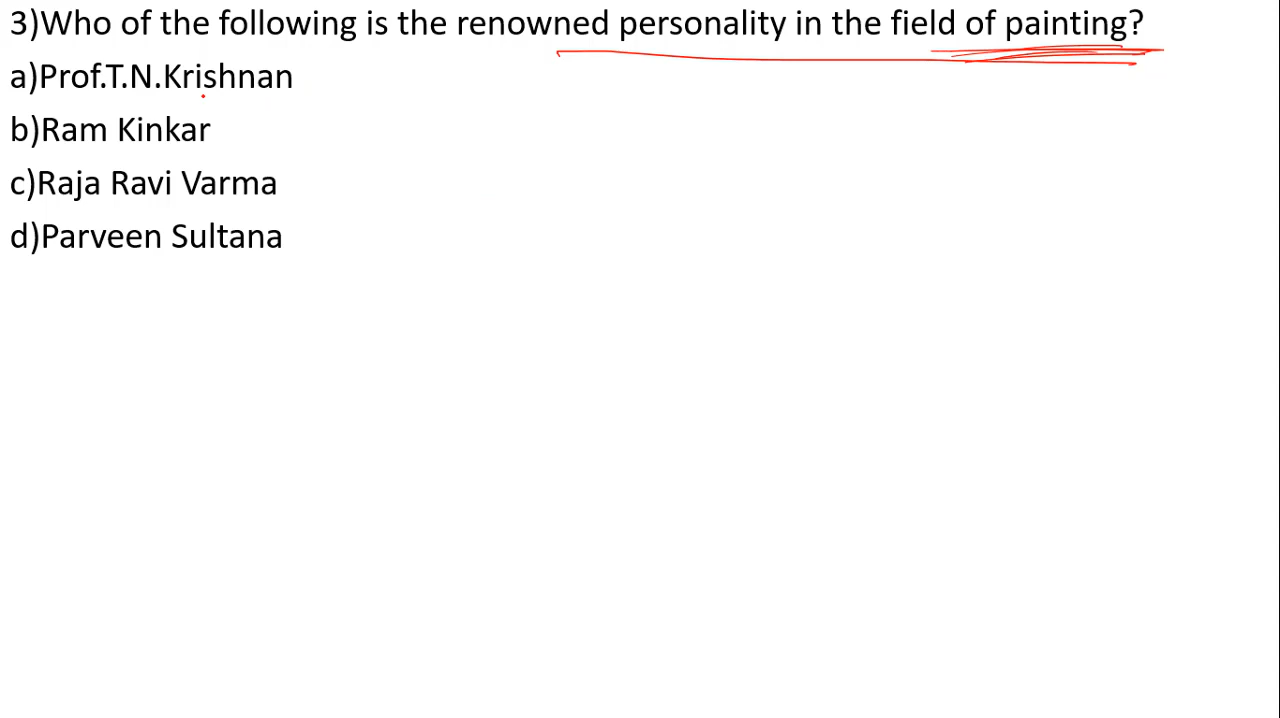 3)Who of the following is the renowned personality in the field of painting?
a)Prof.T.N.Krishnan
b)Ram Kinkar
c)Raja Ravi Varma
d)Parveen Sultana